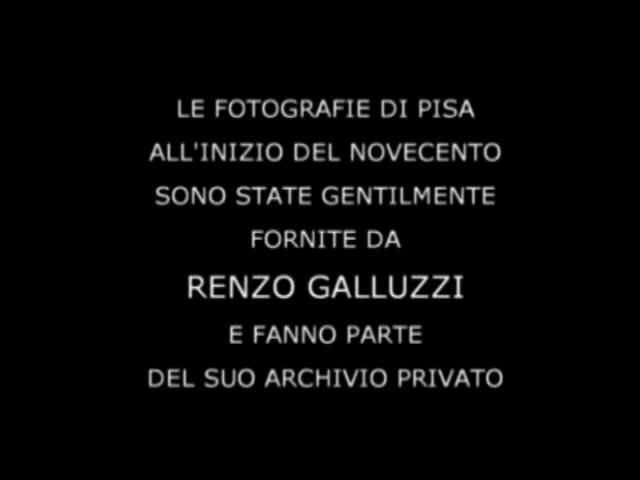 LE FOTOGRAFIE DI PISA
ALL'INIZIO DEL NOVECENTO
SONO STATE GENTILMENTE
FORNITE DA
RENZO GALLUZZI
E FANNO PARTE
DEL SUO ARCHIVIO PRIVATO